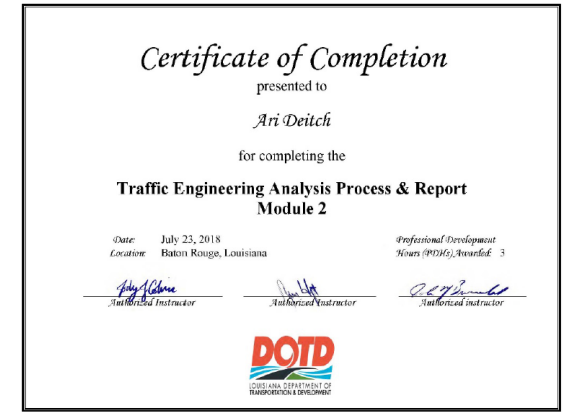 Certificate of Completion
presented to
Ari Deitch
for completing the
Traffic Engineering Analysis Process & Report
Module 2
Date: July 23, 2018
Location: Baton Rouge, Louisiana
Professional Development
Hours (PDHs) Awarded: 3
Authorized Instructor
Authorized Instructor
Authorized instructor
DOTD
LOUISIANA DEPARTMENT OF
TRANSPORTATION & DEVELOPMENT